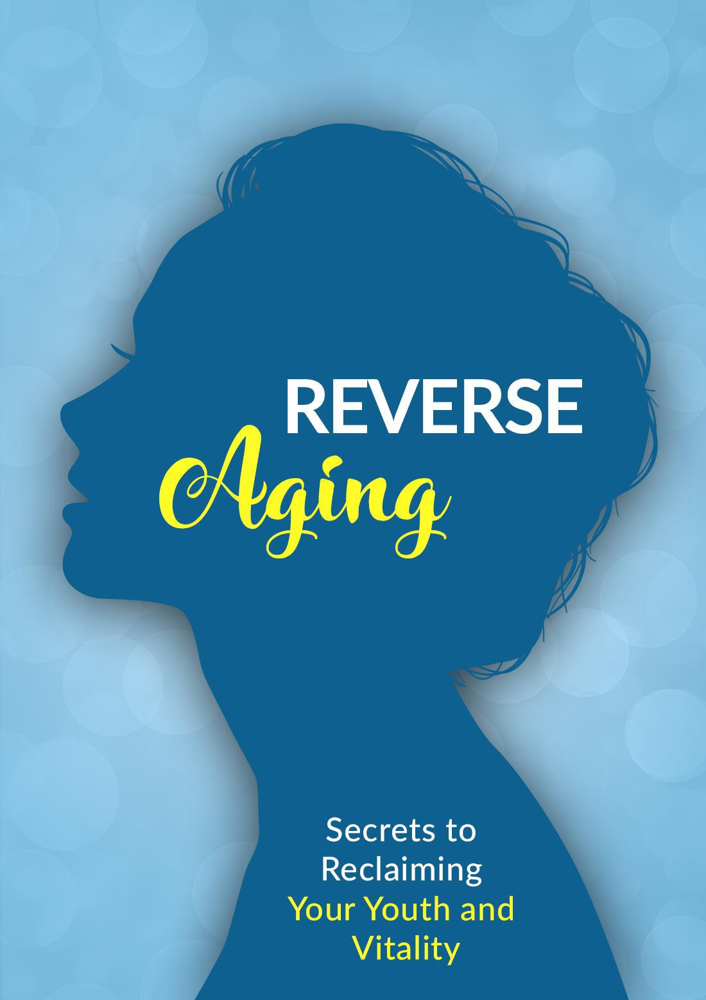 REVERSE
Aging
Secrets to
Reclaiming
Your Youth and
Vitality